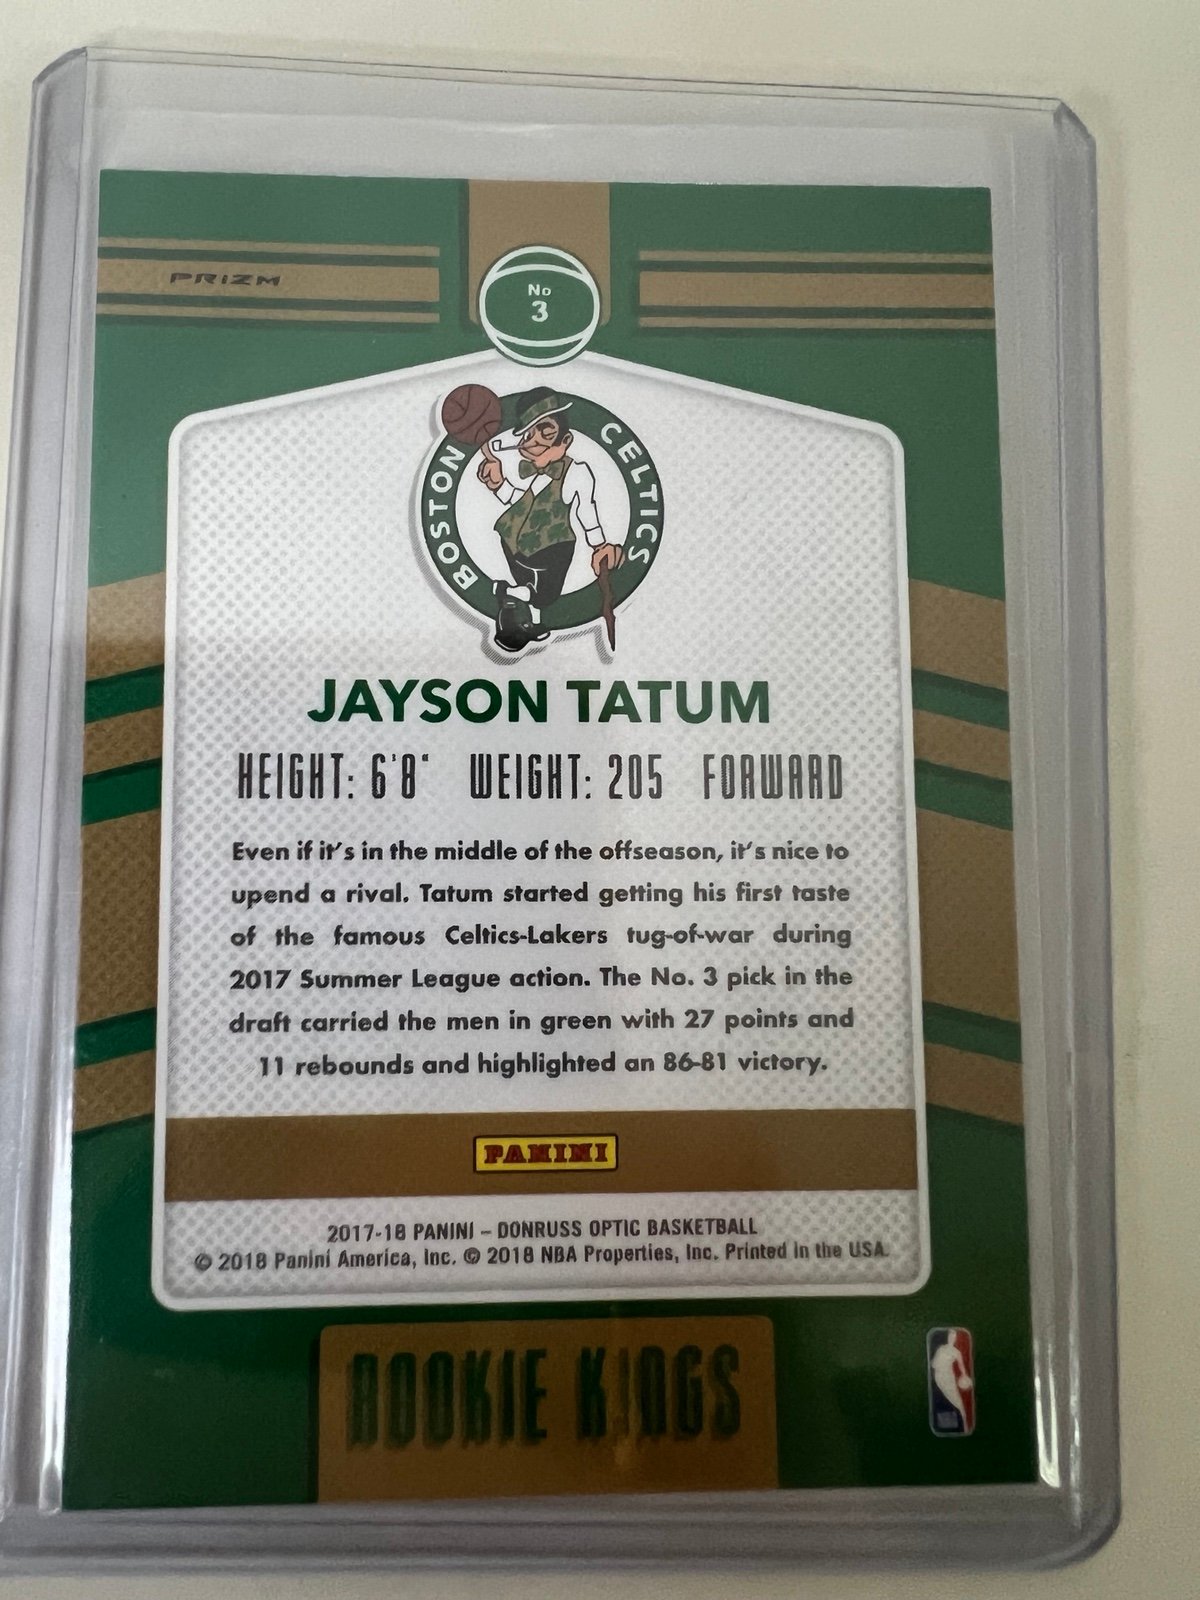 PRIZM
No
3
BOSTON CELTICS
JAYSON TATUM
HEIGHT: 6'8" WEIGHT: 205 FORWARD
Even if it's in the middle of the offseason, it's nice to
upend a rival. Tatum started getting his first taste
of the famous Celtics-Lakers tug-of-war during
2017 Summer League action. The No. 3 pick in the
draft carried the men in green with 27 points and
11 rebounds and highlighted an 86-81 victory.
PANINI
2017-18 PANINI – DONRUSS OPTIC BASKETBALL
© 2018 Panini America, Inc. © 2018 NBA Properties, Inc. Printed in the USA.
ROOKIE KINGS
NBA